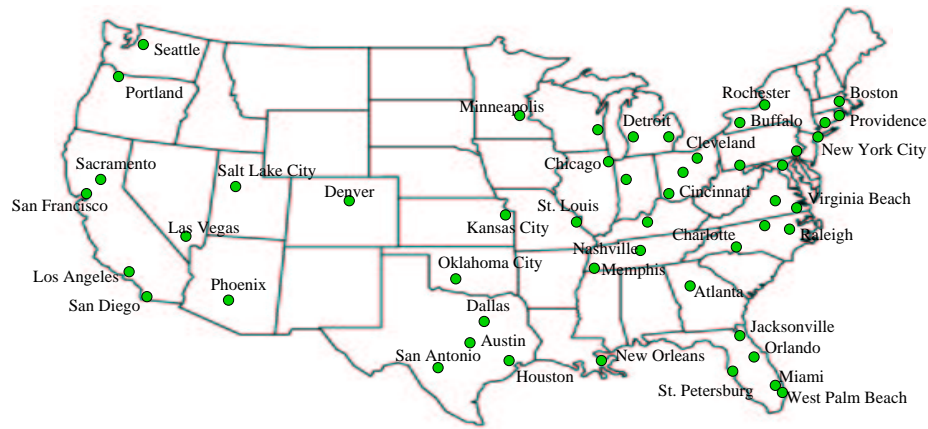 Seattle
Portland
Minneapolis
Rochester
Boston
Detroit
Buffalo
Providence
Cleveland
New York City
Chicago
Sacramento
Salt Lake City
Denver
Cincinnati
San Francisco
St. Louis
Virginia Beach
Las Vegas
Kansas City
Charlotte
Raleigh
Nashville
Oklahoma City
Memphis
Los Angeles
Phoenix
Atlanta
San Diego
Dallas
Jacksonville
Austin
Orlando
San Antonio
New Orleans
Houston
Miami
St. Petersburg
West Palm Beach